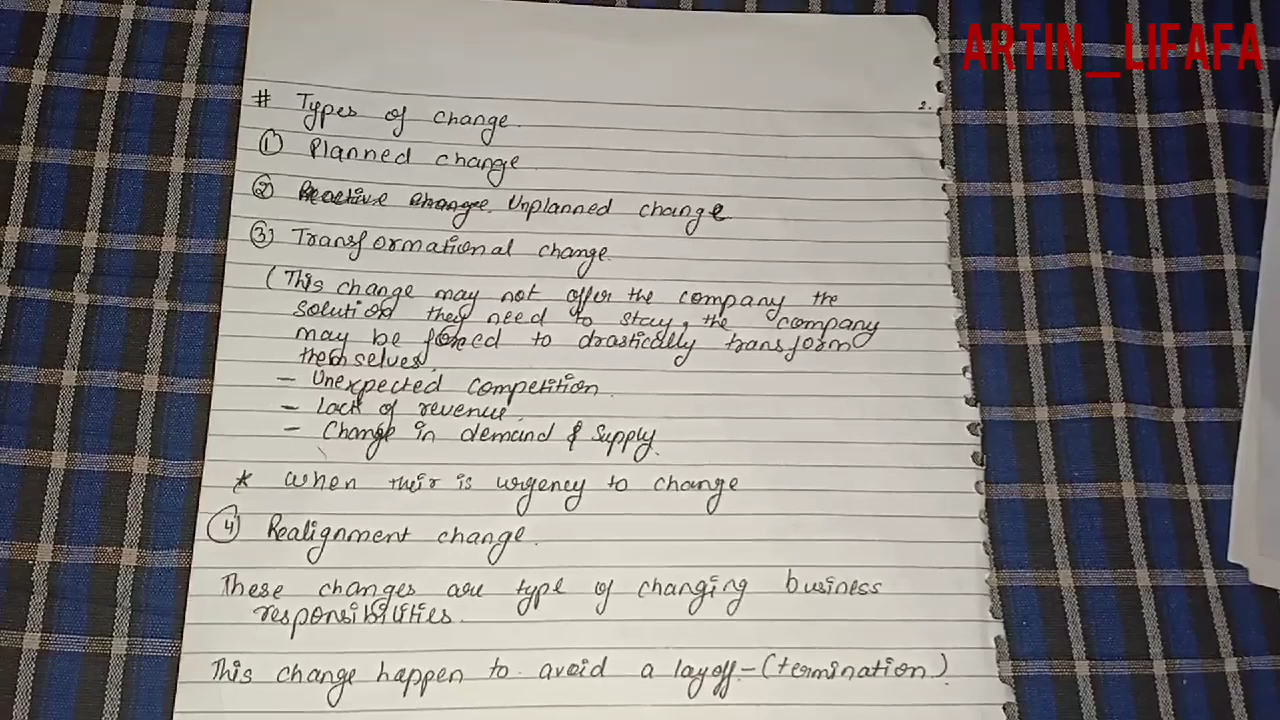 ARTIN_LIFAFA
2.
# Types of change.
① Planned change
② Reactive change. Unplanned change
③ Transformational change.
(This change may not offer the company the
solution they need to stay, the company
may be forced to drastically transform
themselves.
- Unexpected competition.
- Lack of revenue.
- Change in demand & supply.
* when their is urgency to change
④ Realignment change.
These changes are type of changing business
responsibilities.
This change happen to avoid a layoff-(termination).